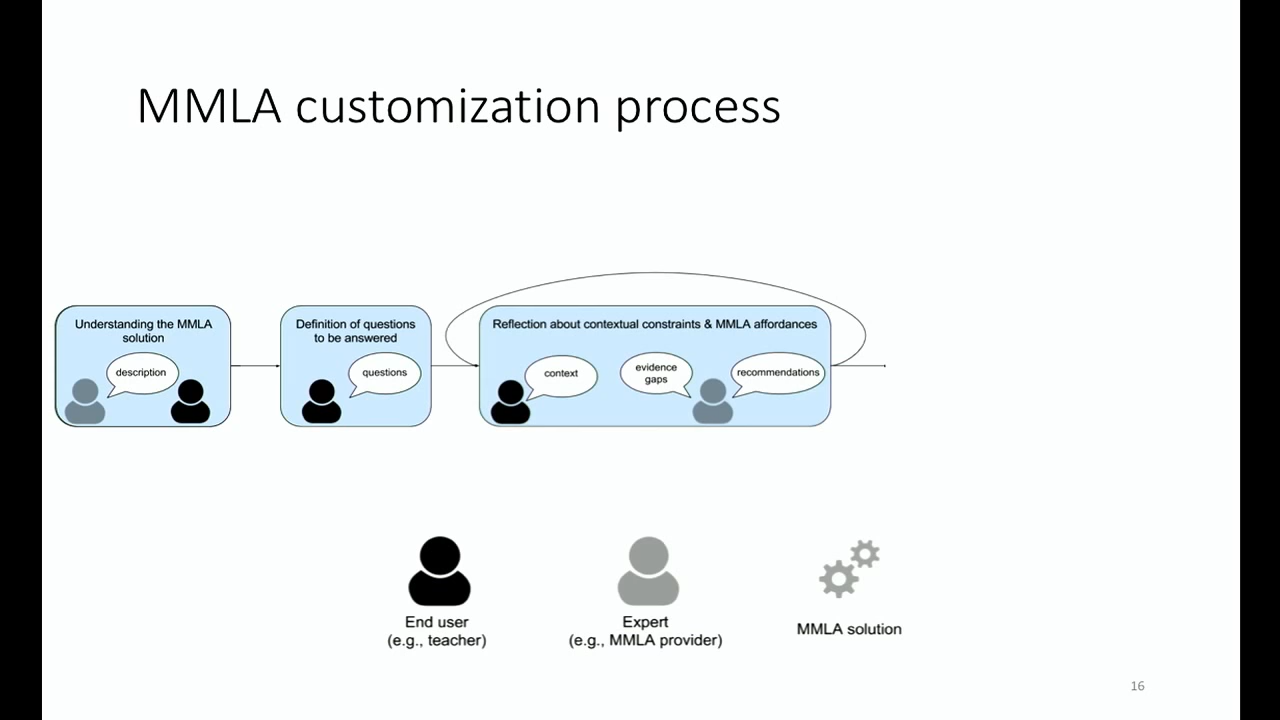 MMLA customization process
Understanding the MMLA
solution
description
Definition of questions
to be answered
questions
Reflection about contextual constraints & MMLA affordances
context
evidence
gaps
recommendations
End user
(e.g., teacher)
Expert
(e.g., MMLA provider)
MMLA solution
16